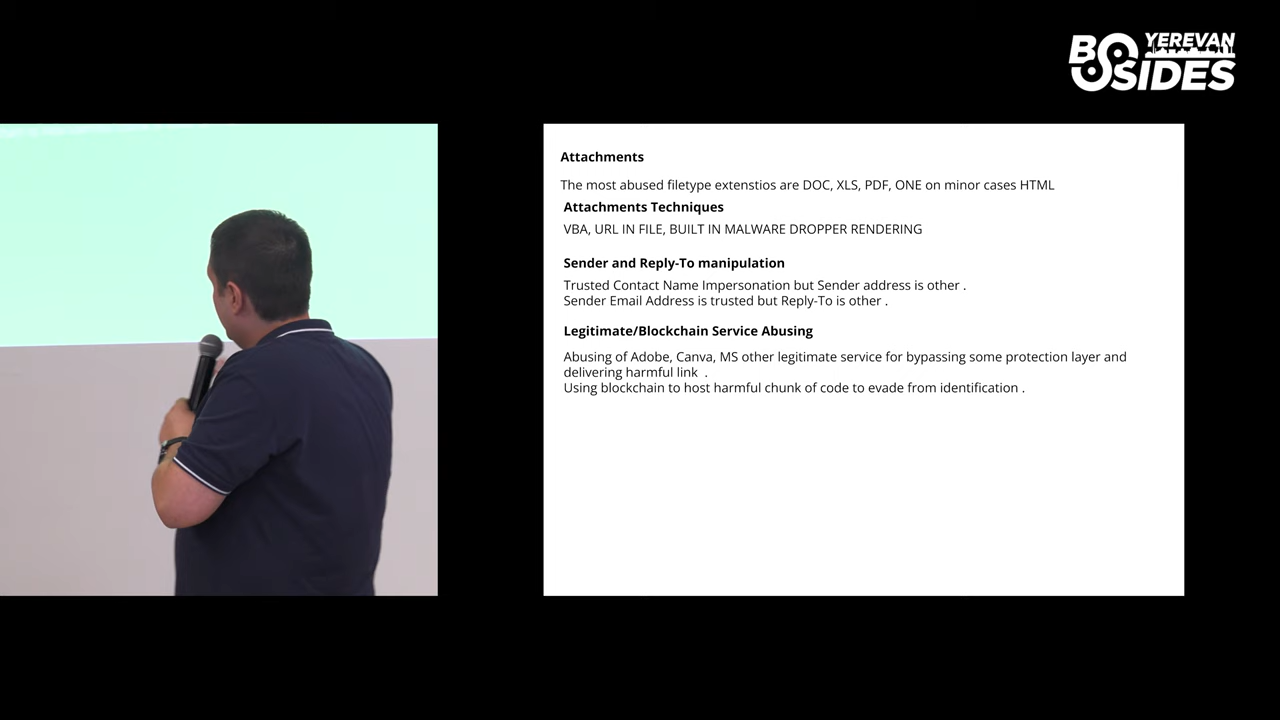 YEREVAN
BSIDES
Attachments
The most abused filetype extenstios are DOC, XLS, PDF, ONE on minor cases HTML
Attachments Techniques
VBA, URL IN FILE, BUILT IN MALWARE DROPPER RENDERING
Sender and Reply-To manipulation
Trusted Contact Name Impersonation but Sender address is other .
Sender Email Address is trusted but Reply-To is other .
Legitimate/Blockchain Service Abusing
Abusing of Adobe, Canva, MS other legitimate service for bypassing some protection layer and
delivering harmful link .
Using blockchain to host harmful chunk of code to evade from identification .